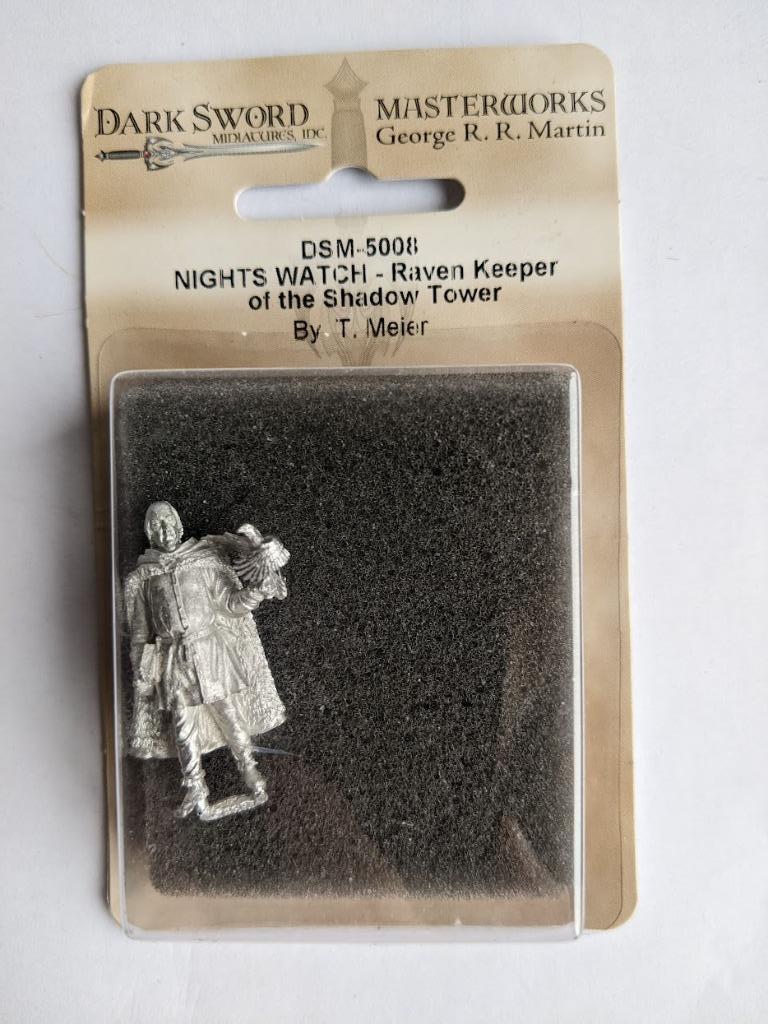 DARK SWORD
MINIATURES, INC.
MASTERWORKS
George R. R. Martin
DSM-5008
NIGHTS WATCH - Raven Keeper
of the Shadow Tower
By T. Meier